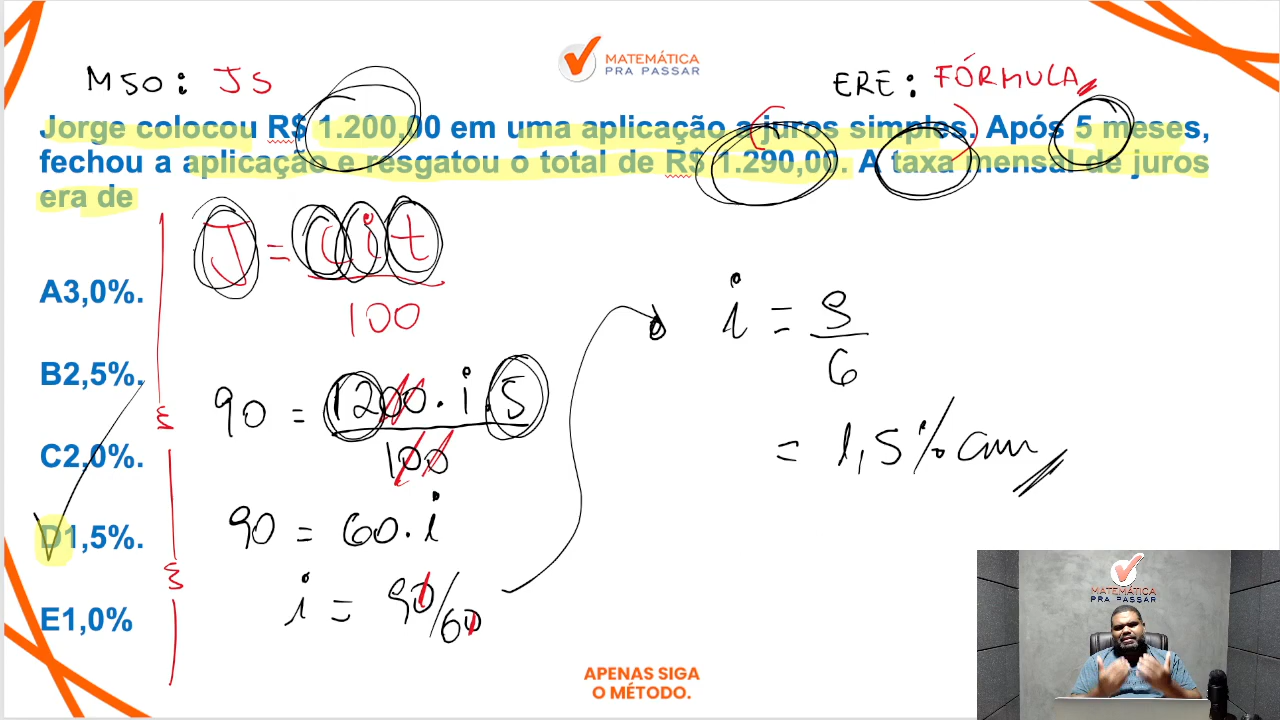 MATEMÁTICA
PRA PASSAR
M50: JS
ERE: FÓRMULA
Jorge colocou R$ 1.200,00 em uma aplicação a juros simples. Após 5 meses,
fechou a aplicação e resgatou o total de R$ 1.290,00. A taxa mensal de juros
era de
J = C i t
100
A3,0%.
i = 9
6
B2,5%.
90 = 1200 . i . 5
100
C2,0%.
= 1,5% am
D1,5%.
90 = 60 . i
E1,0%
i = 90/60
MATEMÁTICA
PRA PASSAR
APENAS SIGA
O MÉTODO.